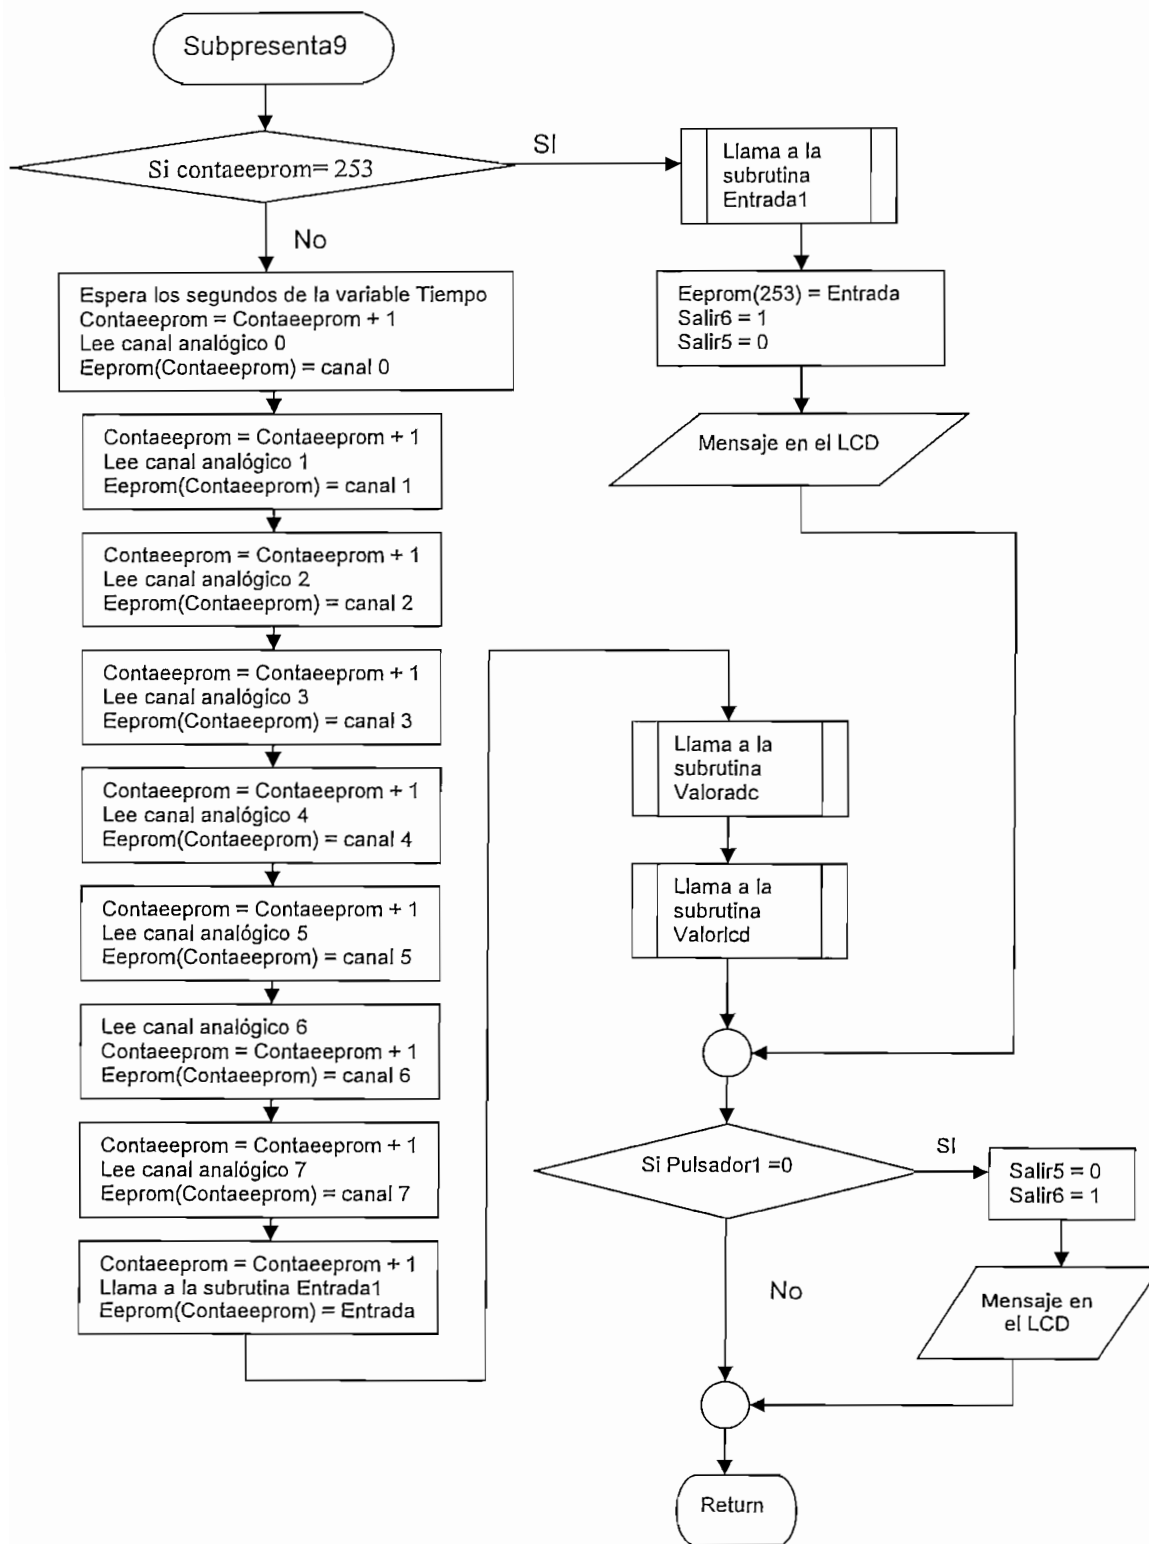 Subpresenta9
Si contaeeprom= 253
SI
No
Llama a la
subrutina
Entrada1
Eeprom(253) = Entrada
Salir6 = 1
Salir5 = 0
Mensaje en el LCD
Espera los segundos de la variable Tiempo
Contaeeprom = Contaeeprom + 1
Lee canal analógico 0
Eeprom(Contaeeprom) = canal 0
Contaeeprom = Contaeeprom + 1
Lee canal analógico 1
Eeprom(Contaeeprom) = canal 1
Contaeeprom = Contaeeprom + 1
Lee canal analógico 2
Eeprom(Contaeeprom) = canal 2
Contaeeprom = Contaeeprom + 1
Lee canal analógico 3
Eeprom(Contaeeprom) = canal 3
Contaeeprom = Contaeeprom + 1
Lee canal analógico 4
Eeprom(Contaeeprom) = canal 4
Contaeeprom = Contaeeprom + 1
Lee canal analógico 5
Eeprom(Contaeeprom) = canal 5
Lee canal analógico 6
Contaeeprom = Contaeeprom + 1
Eeprom(Contaeeprom) = canal 6
Contaeeprom = Contaeeprom + 1
Lee canal analógico 7
Eeprom(Contaeeprom) = canal 7
Contaeeprom = Contaeeprom + 1
Llama a la subrutina Entrada1
Eeprom(Contaeeprom) = Entrada
Llama a la
subrutina
Valoradc
Llama a la
subrutina
Valorlcd
Si Pulsador1 =0
SI
No
Salir5 = 0
Salir6 = 1
Mensaje en
el LCD
Return